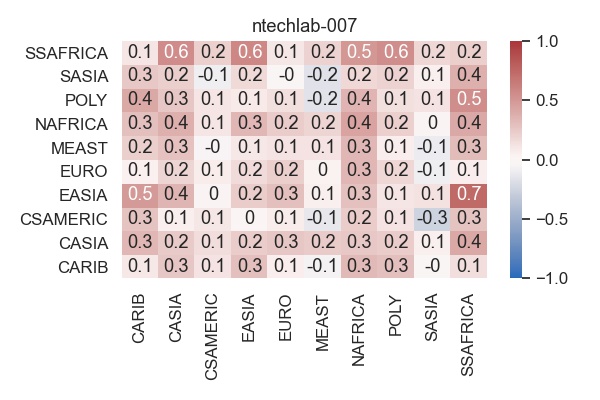 ntechlab-007
SSAFRICA 0.1 0.6 0.2 0.6 0.1 0.2 0.5 0.6 0.2 0.2
SASIA 0.3 0.2 -0.1 0.2 -0 -0.2 0.2 0.2 0.1 0.4
POLY 0.4 0.3 0.1 0.1 0.1 -0.2 0.4 0.1 0.1 0.5
NAFRICA 0.3 0.4 0.1 0.3 0.2 0.2 0.4 0.2 0 0.4
MEAST 0.2 0.3 -0 0.1 0.1 0.1 0.3 0.1 -0.1 0.3
EURO 0.1 0.2 0.1 0.2 0.2 0 0.3 0.2 -0.1 0.1
EASIA 0.5 0.4 0 0.2 0.3 0.1 0.3 0.1 0.1 0.7
CSAMERIC 0.3 0.1 0.1 0 0.1 -0.1 0.2 0.1 -0.3 0.3
CASIA 0.3 0.2 0.1 0.2 0.3 0.2 0.3 0.2 0.1 0.4
CARIB 0.1 0.3 0.1 0.3 0.1 -0.1 0.3 0.3 -0 0.1
CARIB CASIA CSAMERIC EASIA EURO MEAST NAFRICA POLY SASIA SSAFRICA
1.0
0.5
0.0
−0.5
−1.0